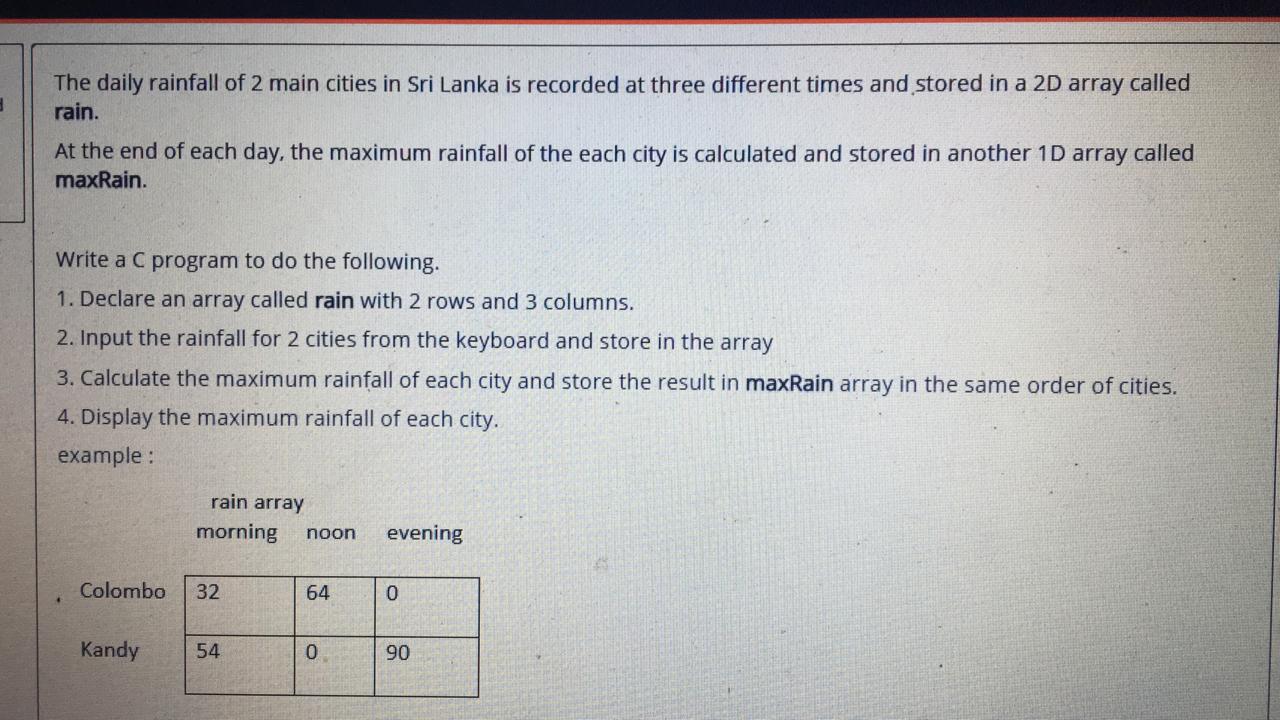 The daily rainfall of 2 main cities in Sri Lanka is recorded at three different times and stored in a 2D array called
rain.
At the end of each day, the maximum rainfall of the each city is calculated and stored in another 1D array called
maxRain.
Write a C program to do the following.
1. Declare an array called rain with 2 rows and 3 columns.
2. Input the rainfall for 2 cities from the keyboard and store in the array
3. Calculate the maximum rainfall of each city and store the result in maxRain array in the same order of cities.
4. Display the maximum rainfall of each city.
example :
rain array
morning noon evening
Colombo 32 64 0
Kandy 54 0 90